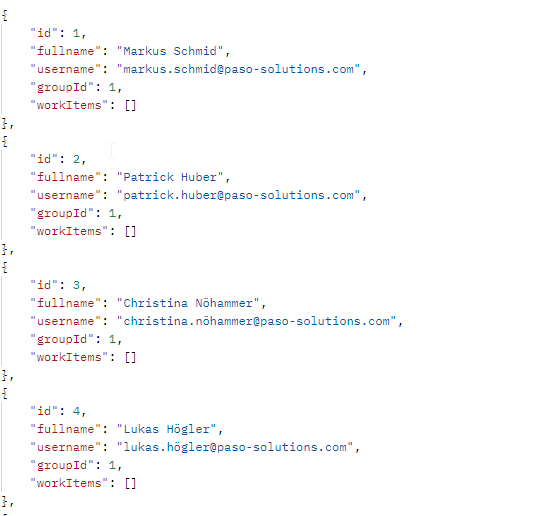 {
"id": 1,
"fullname": "Markus Schmid",
"username": "markus.schmid@paso-solutions.com",
"groupId": 1,
"workItems": []
},
{
"id": 2,
"fullname": "Patrick Huber",
"username": "patrick.huber@paso-solutions.com",
"groupId": 1,
"workItems": []
},
{
"id": 3,
"fullname": "Christina Nöhammer",
"username": "christina.nöhammer@paso-solutions.com",
"groupId": 1,
"workItems": []
},
{
"id": 4,
"fullname": "Lukas Högler",
"username": "lukas.högler@paso-solutions.com",
"groupId": 1,
"workItems": []
},